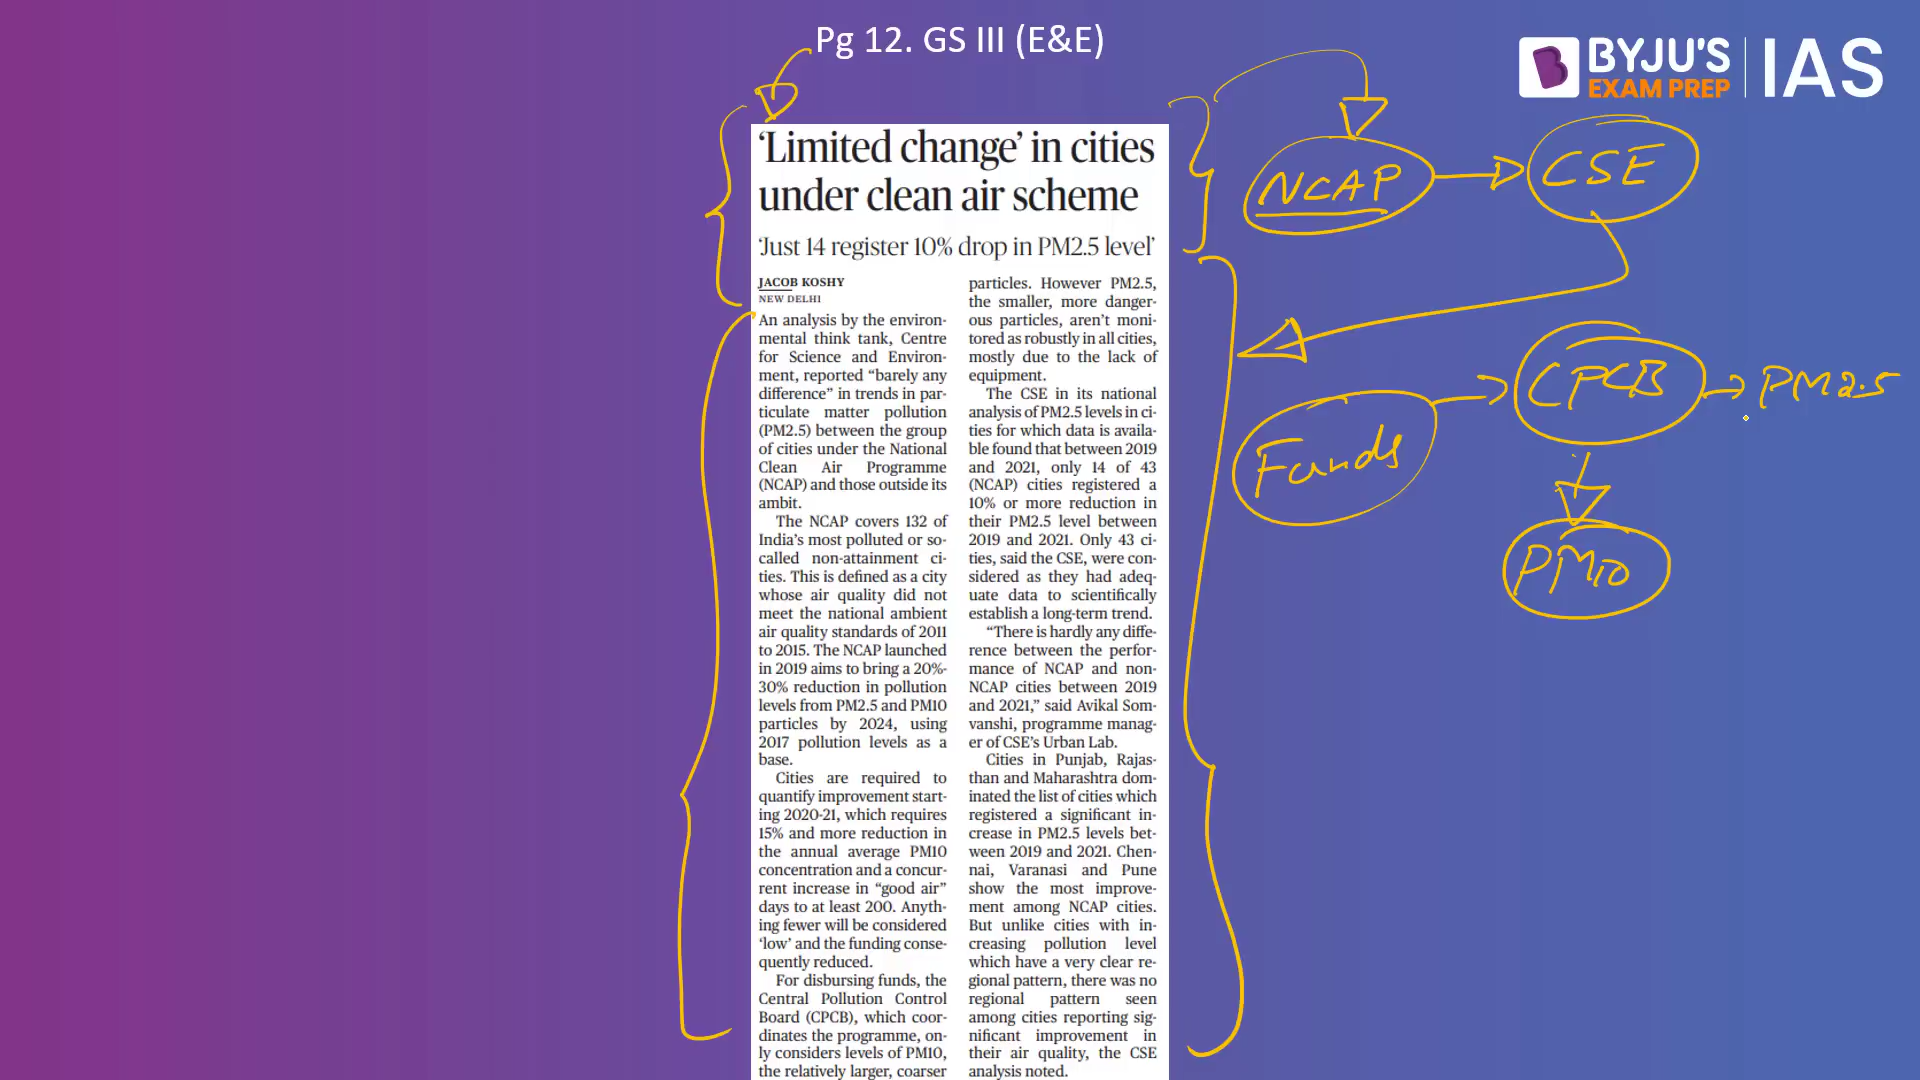 Pg 12. GS III (E&E)
BYJU'S
EXAM PREP
IAS
‘Limited change’ in cities
under clean air scheme
‘Just 14 register 10% drop in PM2.5 level’
JACOB KOSHY
NEW DELHI
An analysis by the environ-
mental think tank, Centre
for Science and Environ-
ment, reported “barely any
difference” in trends in par-
ticulate matter pollution
(PM2.5) between the group
of cities under the National
Clean Air Programme
(NCAP) and those outside its
ambit.
The NCAP covers 132 of
India’s most polluted or so-
called non-attainment ci-
ties. This is defined as a city
whose air quality did not
meet the national ambient
air quality standards of 2011
to 2015. The NCAP launched
in 2019 aims to bring a 20%-
30% reduction in pollution
levels from PM2.5 and PM10
particles by 2024, using
2017 pollution levels as a
base.
Cities are required to
quantify improvement start-
ing 2020-21, which requires
15% and more reduction in
the annual average PM10
concentration and a concur-
rent increase in “good air”
days to at least 200. Anyth-
ing fewer will be considered
‘low’ and the funding conse-
quently reduced.
For disbursing funds, the
Central Pollution Control
Board (CPCB), which coor-
dinates the programme, on-
ly considers levels of PM10,
the relatively larger, coarser
particles. However PM2.5,
the smaller, more danger-
ous particles, aren’t moni-
tored as robustly in all cities,
mostly due to the lack of
equipment.
The CSE in its national
analysis of PM2.5 levels in ci-
ties for which data is availa-
ble found that between 2019
and 2021, only 14 of 43
(NCAP) cities registered a
10% or more reduction in
their PM2.5 level between
2019 and 2021. Only 43 ci-
ties, said the CSE, were con-
sidered as they had adeq-
uate data to scientifically
establish a long-term trend.
“There is hardly any diffe-
rence between the perfor-
mance of NCAP and non-
NCAP cities between 2019
and 2021,” said Avikal Som-
vanshi, programme manag-
er of CSE’s Urban Lab.
Cities in Punjab, Rajas-
than and Maharashtra dom-
inated the list of cities which
registered a significant in-
crease in PM2.5 levels bet-
ween 2019 and 2021. Chen-
nai, Varanasi and Pune
show the most improve-
ment among NCAP cities.
But unlike cities with in-
creasing pollution level
which have a very clear re-
gional pattern, there was no
regional pattern seen
among cities reporting sig-
nificant improvement in
their air quality, the CSE
analysis noted.
NCAP
CSE
Funds
CPCB
PM2.5
PM10